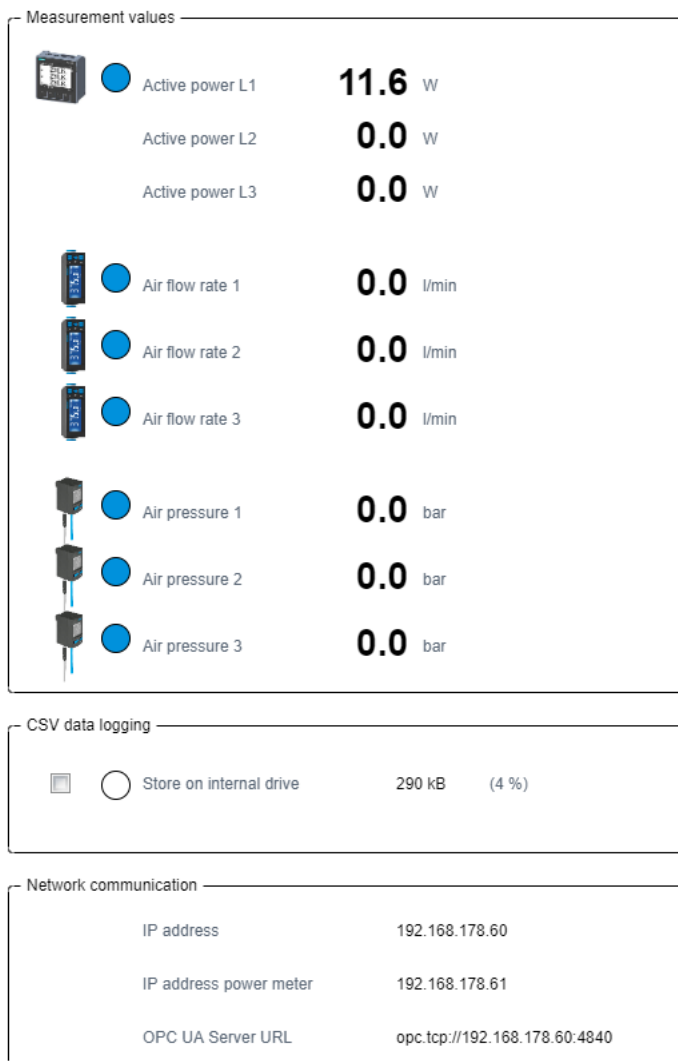 Measurement values
Active power L1 11.6 W
Active power L2 0.0 W
Active power L3 0.0 W
Air flow rate 1 0.0 l/min
Air flow rate 2 0.0 l/min
Air flow rate 3 0.0 l/min
Air pressure 1 0.0 bar
Air pressure 2 0.0 bar
Air pressure 3 0.0 bar
CSV data logging
Store on internal drive 290 kB (4 %)
Network communication
IP address 192.168.178.60
IP address power meter 192.168.178.61
OPC UA Server URL opc.tcp://192.168.178.60:4840